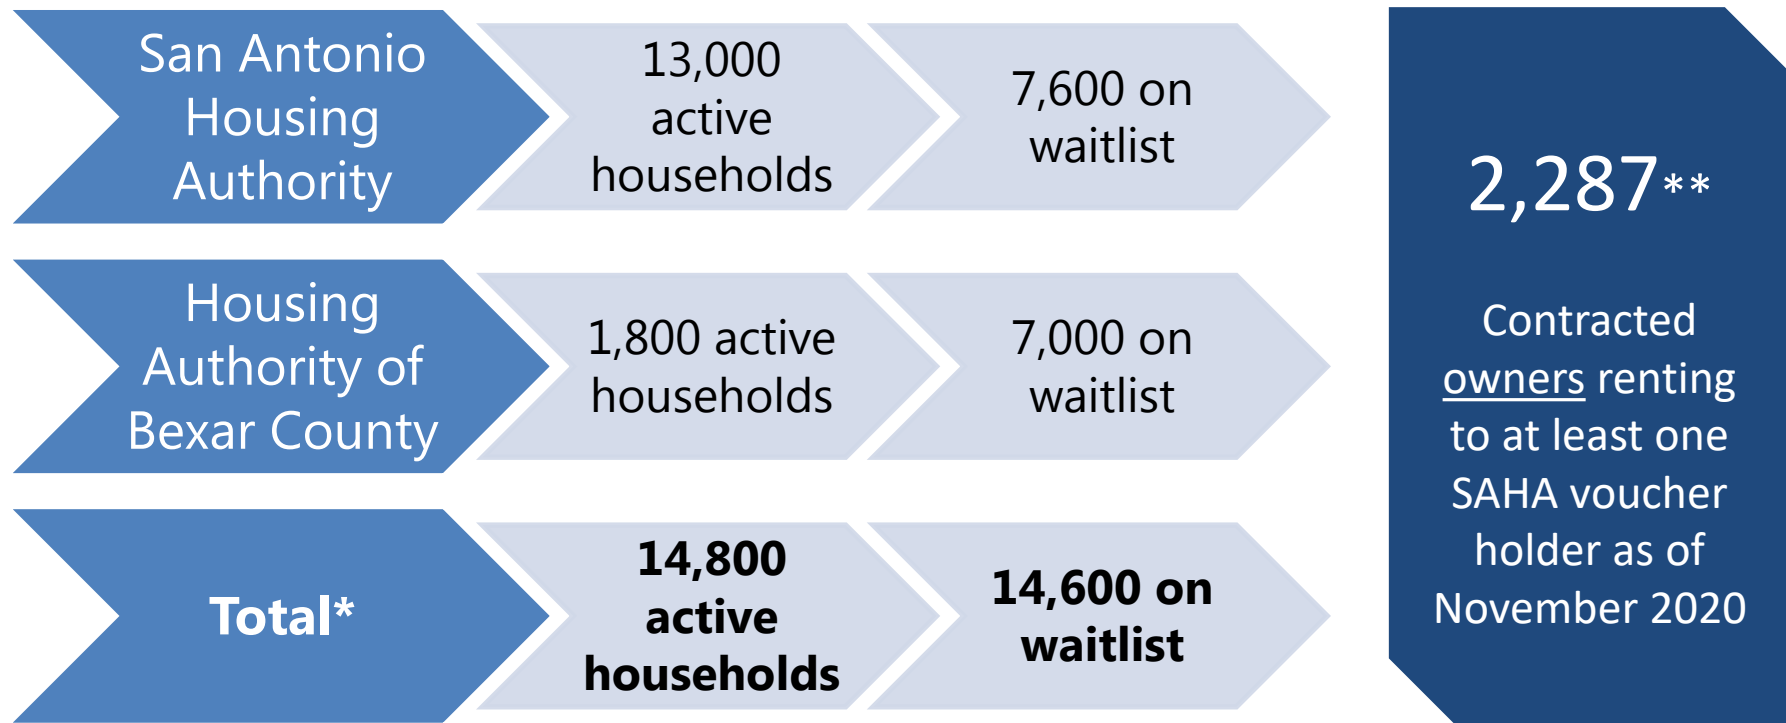 San Antonio
Housing
Authority
13,000
active
households
7,600 on
waitlist
Housing
Authority of
Bexar County
1,800 active
households
7,000 on
waitlist
Total*
14,800
active
households
14,600 on
waitlist
2,287**
Contracted
owners renting
to at least one
SAHA voucher
holder as of
November 2020